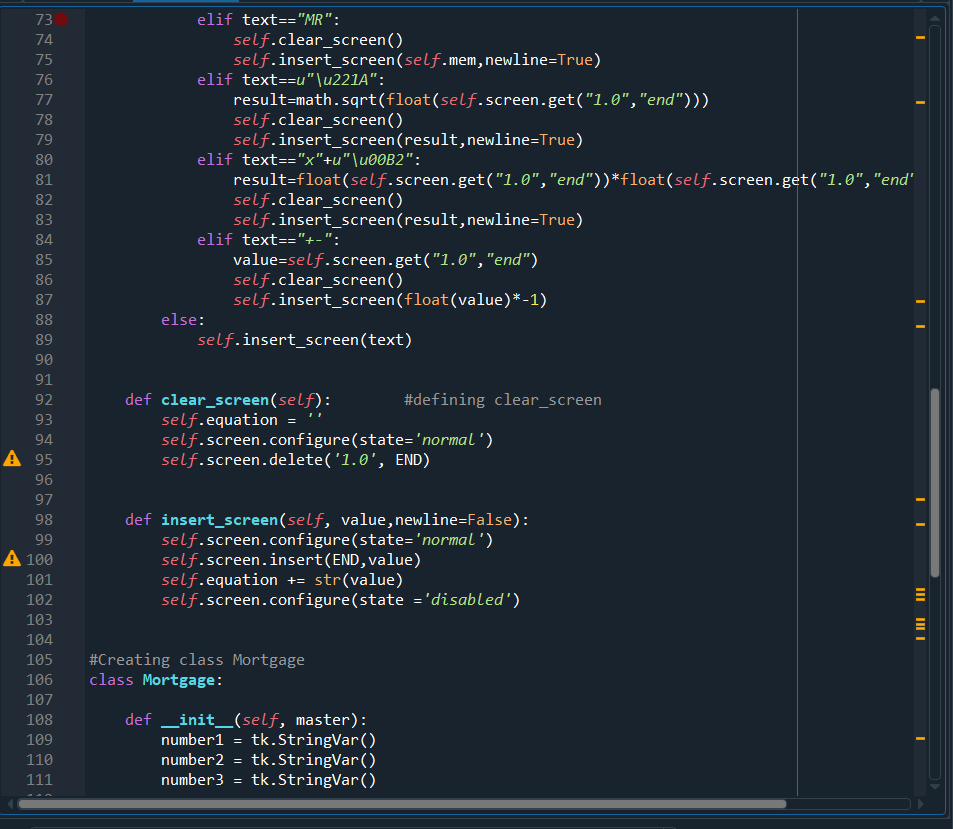 73 elif text=="MR":
74 self.clear_screen()
75 self.insert_screen(self.mem,newline=True)
76 elif text==u"\u221A":
77 result=math.sqrt(float(self.screen.get("1.0","end")))
78 self.clear_screen()
79 self.insert_screen(result,newline=True)
80 elif text=="x"+u"\u00B2":
81 result=float(self.screen.get("1.0","end"))*float(self.screen.get("1.0","end"
82 self.clear_screen()
83 self.insert_screen(result,newline=True)
84 elif text=="+-":
85 value=self.screen.get("1.0","end")
86 self.clear_screen()
87 self.insert_screen(float(value)*-1)
88 else:
89 self.insert_screen(text)
90
91
92 def clear_screen(self): #defining clear_screen
93 self.equation = ''
94 self.screen.configure(state='normal')
95 self.screen.delete('1.0', END)
96
97
98 def insert_screen(self, value,newline=False):
99 self.screen.configure(state='normal')
100 self.screen.insert(END,value)
101 self.equation += str(value)
102 self.screen.configure(state ='disabled')
103
104
105 #Creating class Mortgage
106 class Mortgage:
107
108 def __init__(self, master):
109 number1 = tk.StringVar()
110 number2 = tk.StringVar()
111 number3 = tk.StringVar()